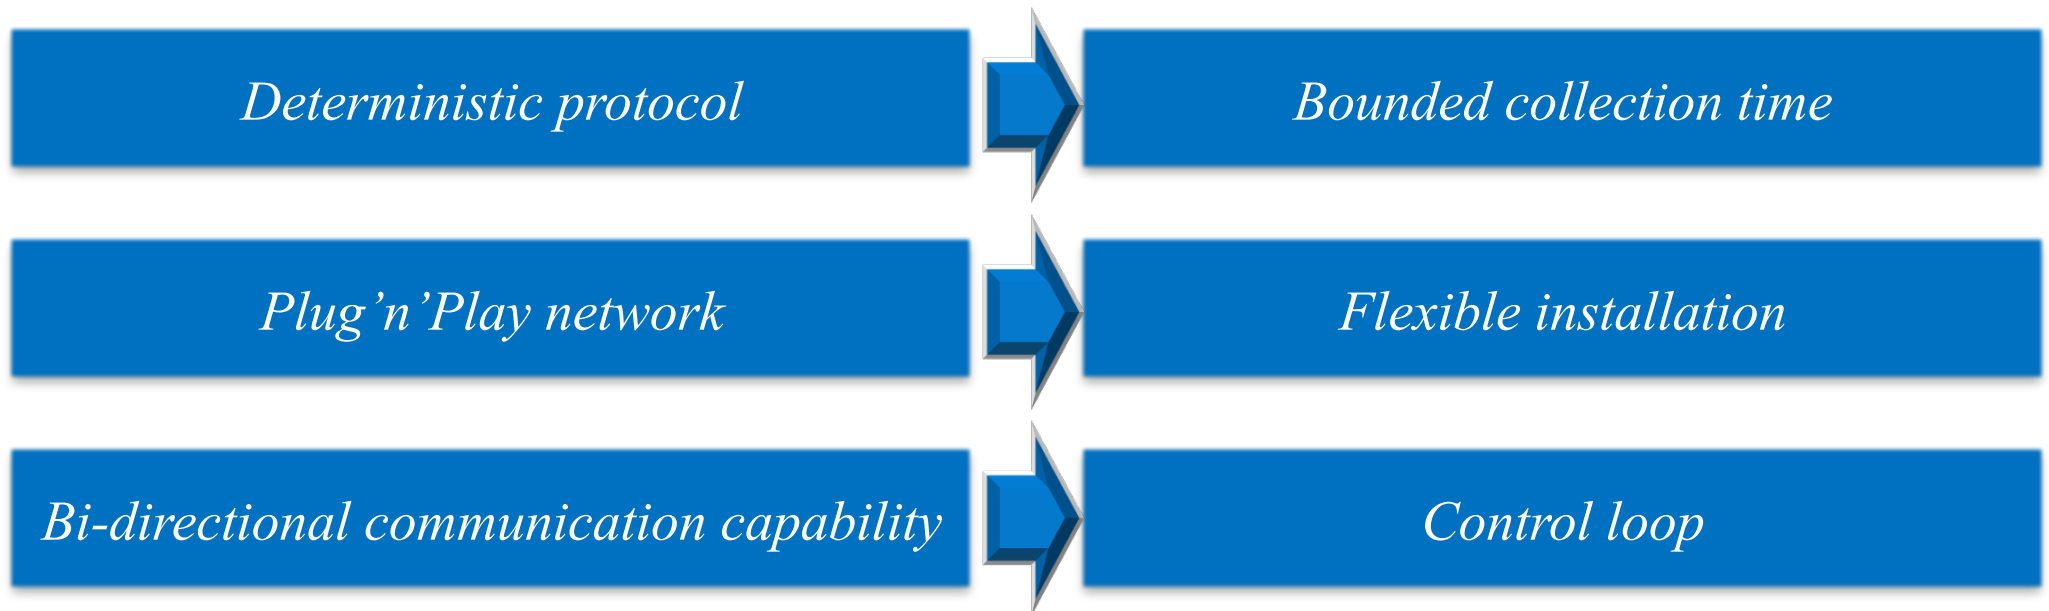 Deterministic protocol
Bounded collection time
Plug’n’Play network
Flexible installation
Bi-directional communication capability
Control loop